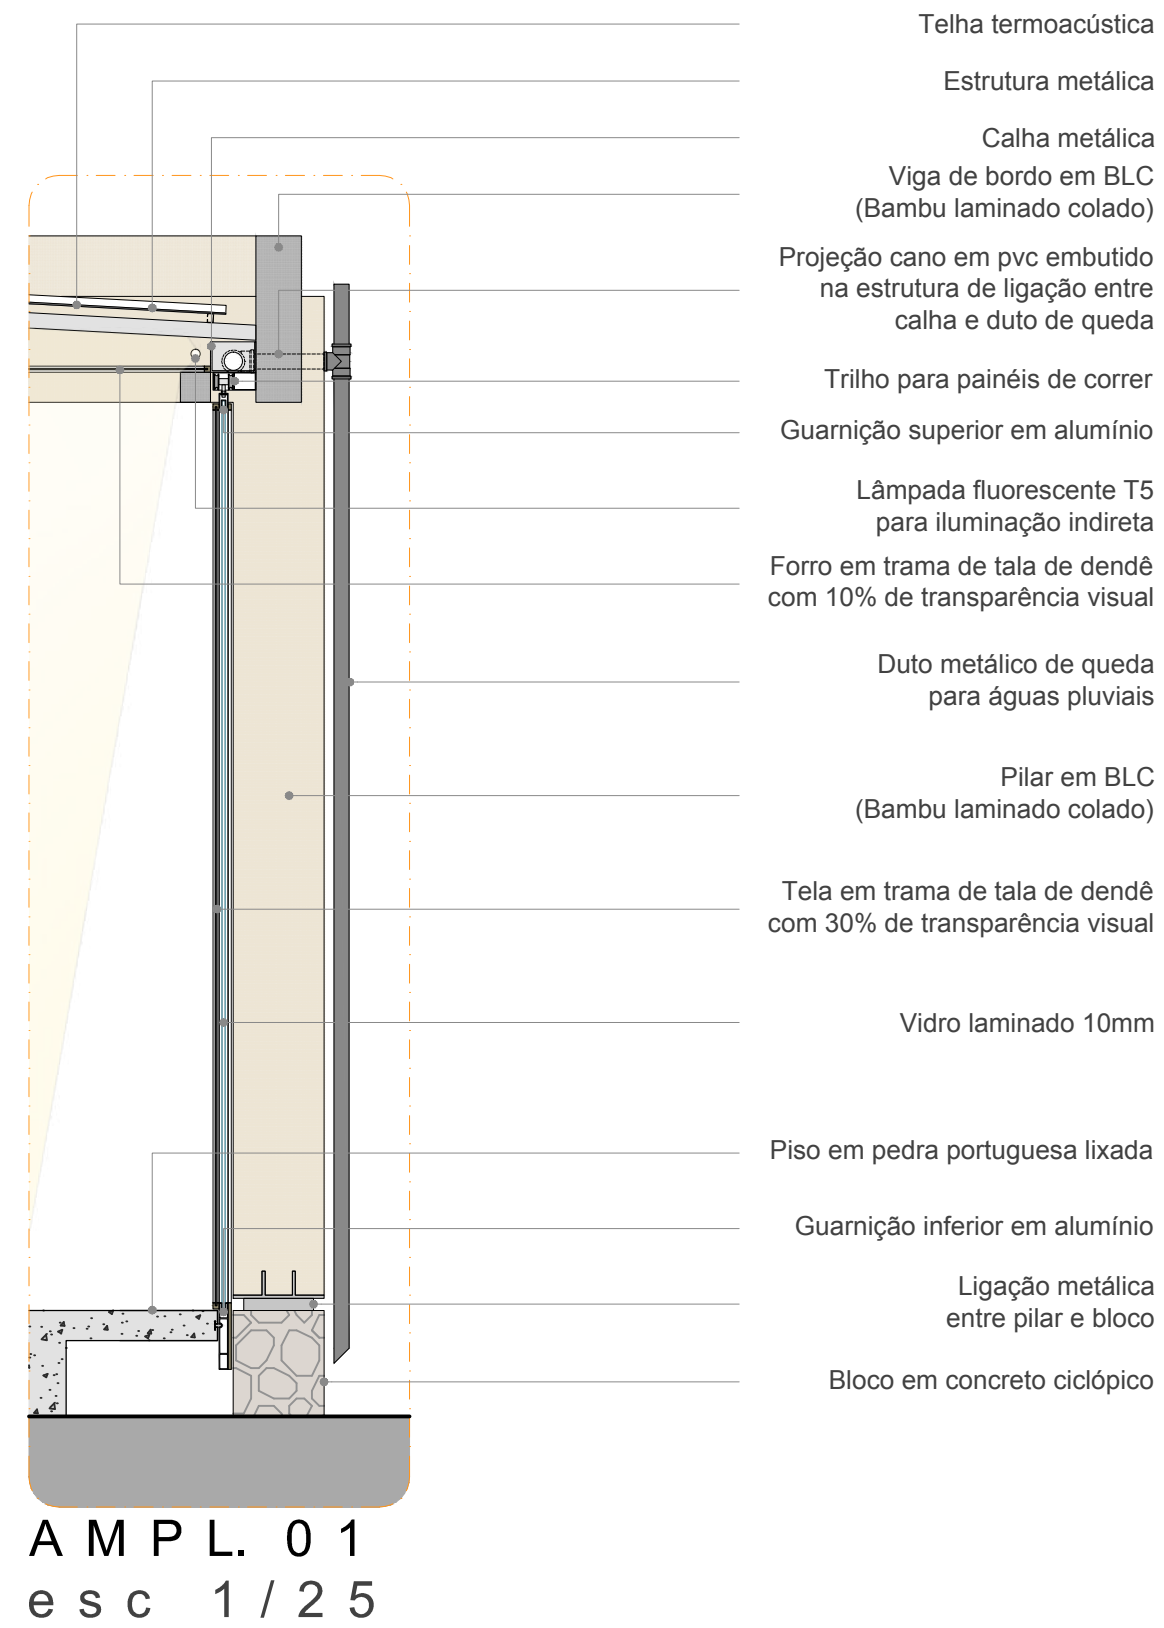 Telha termoacústica
Estrutura metálica
Calha metálica
Viga de bordo em BLC
(Bambu laminado colado)
Projeção cano em pvc embutido
na estrutura de ligação entre
calha e duto de queda
Trilho para painéis de correr
Guarnição superior em alumínio
Lâmpada fluorescente T5
para iluminação indireta
Forro em trama de tala de dendê
com 10% de transparência visual
Duto metálico de queda
para águas pluviais
Pilar em BLC
(Bambu laminado colado)
Tela em trama de tala de dendê
com 30% de transparência visual
Vidro laminado 10mm
Piso em pedra portuguesa lixada
Guarnição inferior em alumínio
Ligação metálica
entre pilar e bloco
Bloco em concreto ciclópico
AMPL. 01
esc 1/25